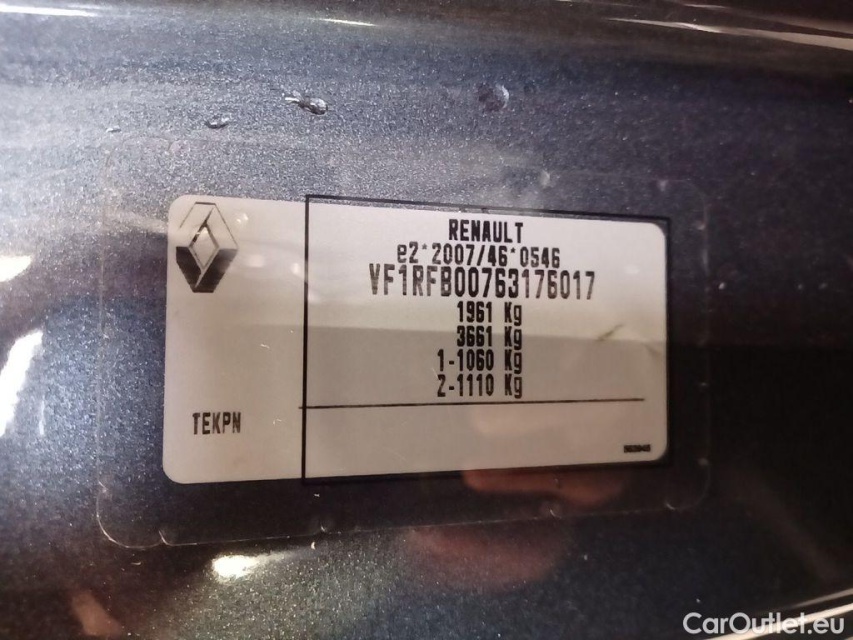 RENAULT
e2*2007/46*0546
VF1RFB00763176017
1961 Kg
3661 Kg
1-1060 Kg
2-1110 Kg
TEKPN
CarOutlet.eu